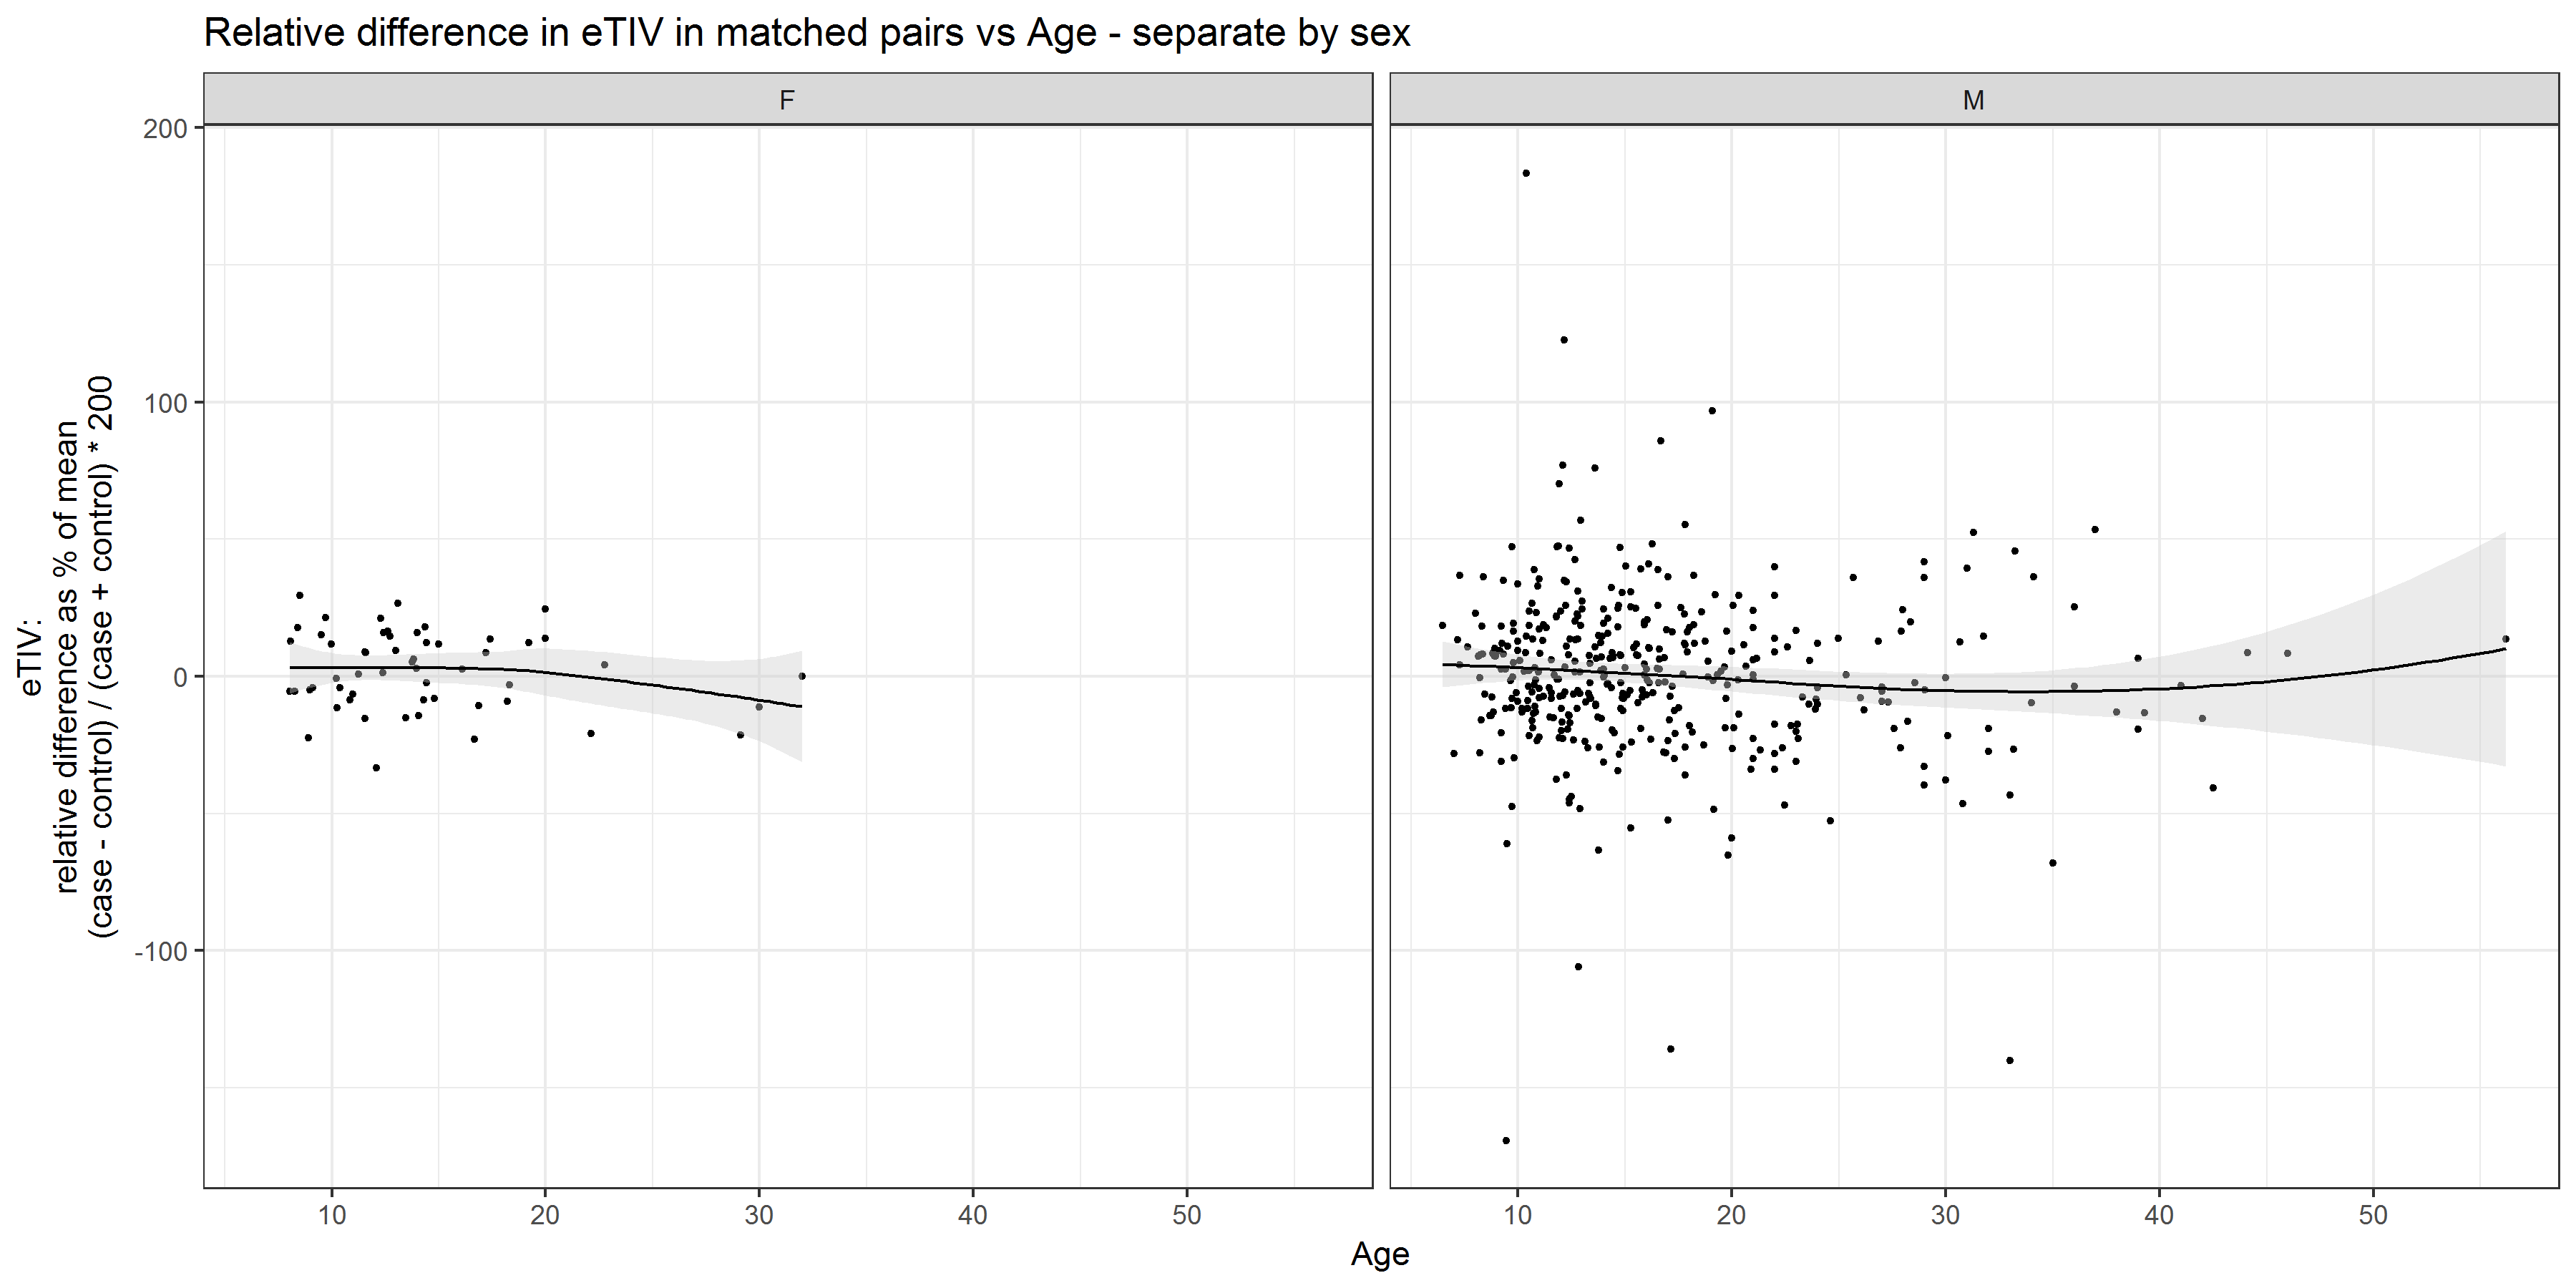 Relative difference in eTIV in matched pairs vs Age - separate by sex
F
M
eTIV:
relative difference as % of mean
(case - control) / (case + control) * 200
200
100
0
-100
10
20
30
40
50
10
20
30
40
50
Age